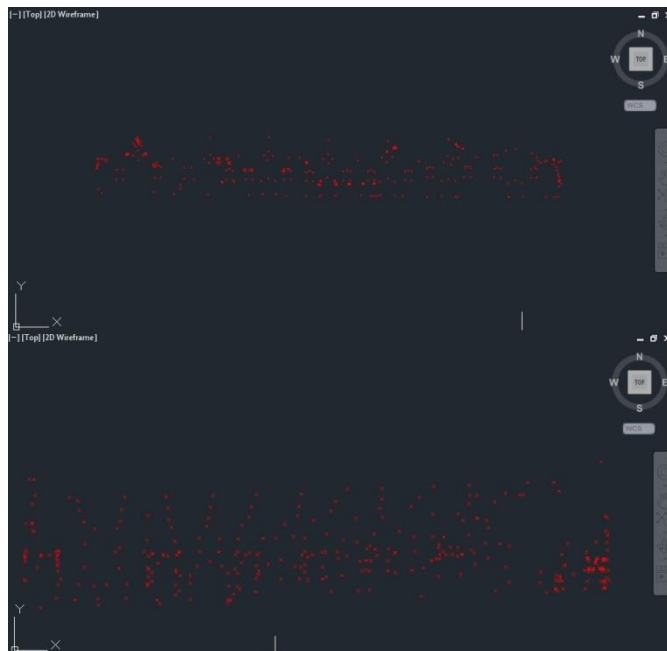 [−] [Top] [2D Wireframe]
N
W TOP E
S
WCS
Y
X
[−] [Top] [2D Wireframe]
N
W TOP E
S
WCS
Y
X